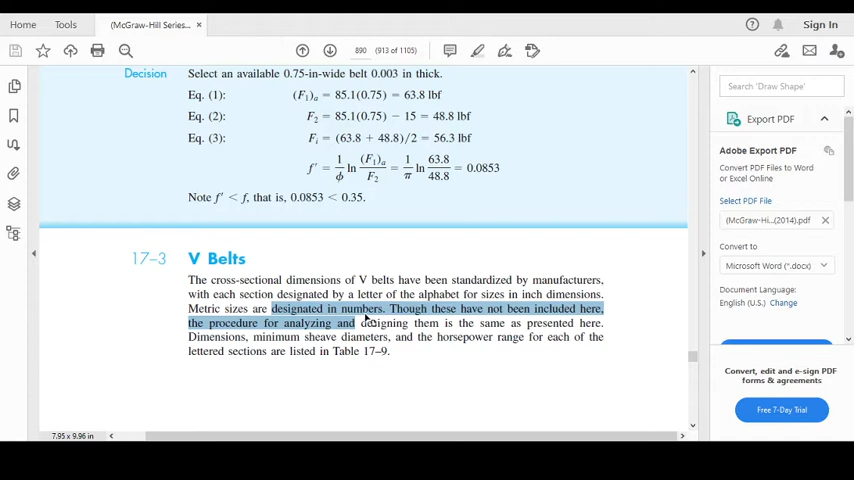 Home Tools (McGraw-Hill Series... × Sign In
890 (913 of 1105)
Decision Select an available 0.75-in-wide belt 0.003 in thick.
Eq. (1): (F1)a = 85.1(0.75) = 63.8 lbf
Eq. (2): F2 = 85.1(0.75) − 15 = 48.8 lbf
Eq. (3): Fi = (63.8 + 48.8)/2 = 56.3 lbf
f′ = 1/ϕ ln (F1)a/F2 = 1/π ln 63.8/48.8 = 0.0853
Note f′ < f, that is, 0.0853 < 0.35.
17–3 V Belts
The cross-sectional dimensions of V belts have been standardized by manufacturers,
with each section designated by a letter of the alphabet for sizes in inch dimensions.
Metric sizes are designated in numbers. Though these have not been included here,
the procedure for analyzing and designing them is the same as presented here.
Dimensions, minimum sheave diameters, and the horsepower range for each of the
lettered sections are listed in Table 17–9.
7.95 x 9.96 in
Search 'Draw Shape'
Export PDF
Adobe Export PDF
Convert PDF Files to Word
or Excel Online
Select PDF File
(McGraw-Hi...(2014).pdf ×
Convert to
Microsoft Word (*.docx)
Document Language:
English (U.S.) Change
Convert, edit and e-sign PDF
forms & agreements
Free 7-Day Trial